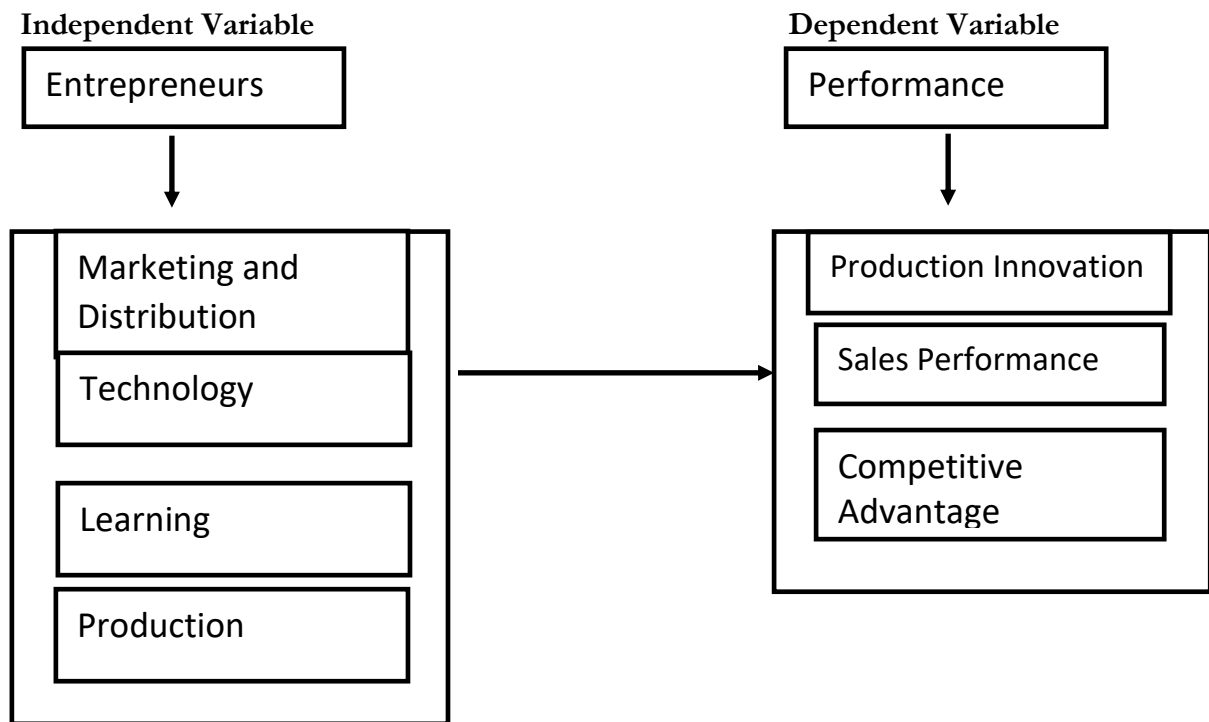 Independent Variable
Dependent Variable
Entrepreneurs
Performance
Marketing and
Distribution
Technology
Learning
Production
Production Innovation
Sales Performance
Competitive
Advantage